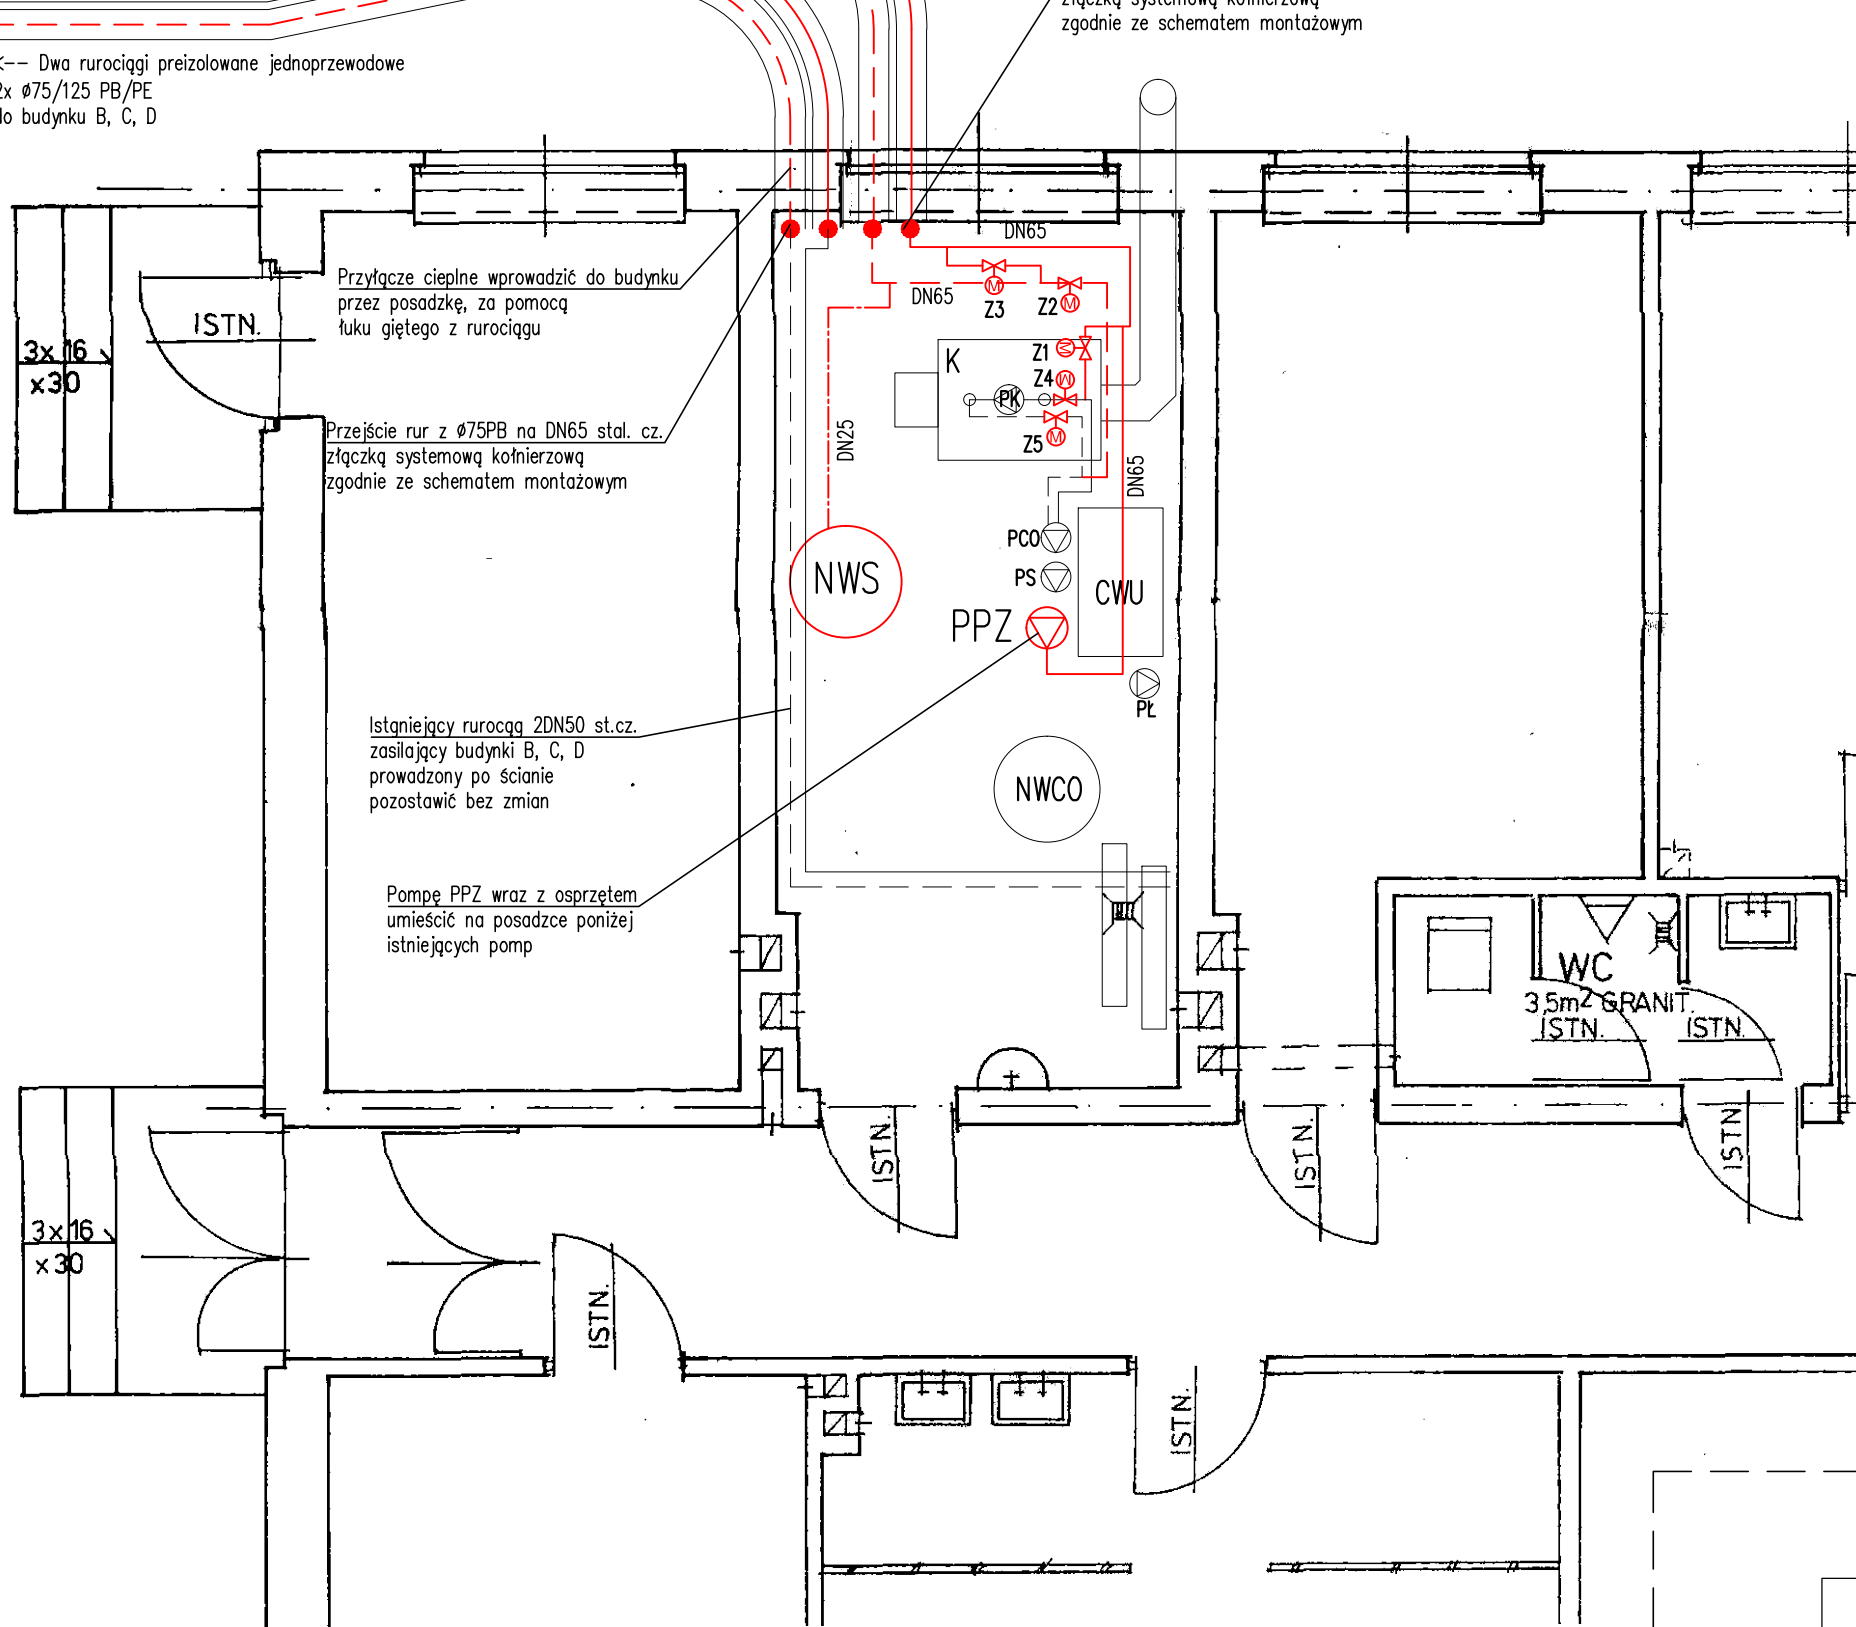 złączką systemową kołnierzową
zgodnie ze schematem montażowym
<-- Dwa rurociągi preizolowane jednoprzewodowe
2x ø75/125 PB/PE
do budynku B, C, D
DN65
Przyłącze cieplne wprowadzić do budynku
przez posadzkę, za pomocą
łuku giętego z rurociągu
DN65
M
Z3
Z2
M
ISTN.
3x16
x30
K
Z1
M
Z4
M
PK
Z5
M
DN25
DN65
Przejście rur z ø75PB na DN65 stal. cz.
złączką systemową kołnierzową
zgodnie ze schematem montażowym
PCO
PS
NWS
CWU
PPZ
PŁ
Istgniejący rurocąg 2DN50 st.cz.
zasilający budynki B, C, D
prowadzony po ścianie
pozostawić bez zmian
NWCO
Pompę PPZ wraz z osprzętem
umieścić na posadzce poniżej
istniejących pomp
WC
3,5m2 GRANIT.
ISTN.
ISTN.
ISTN.
ISTN.
ISTN.
3x16
x30
ISTN.
ISTN.